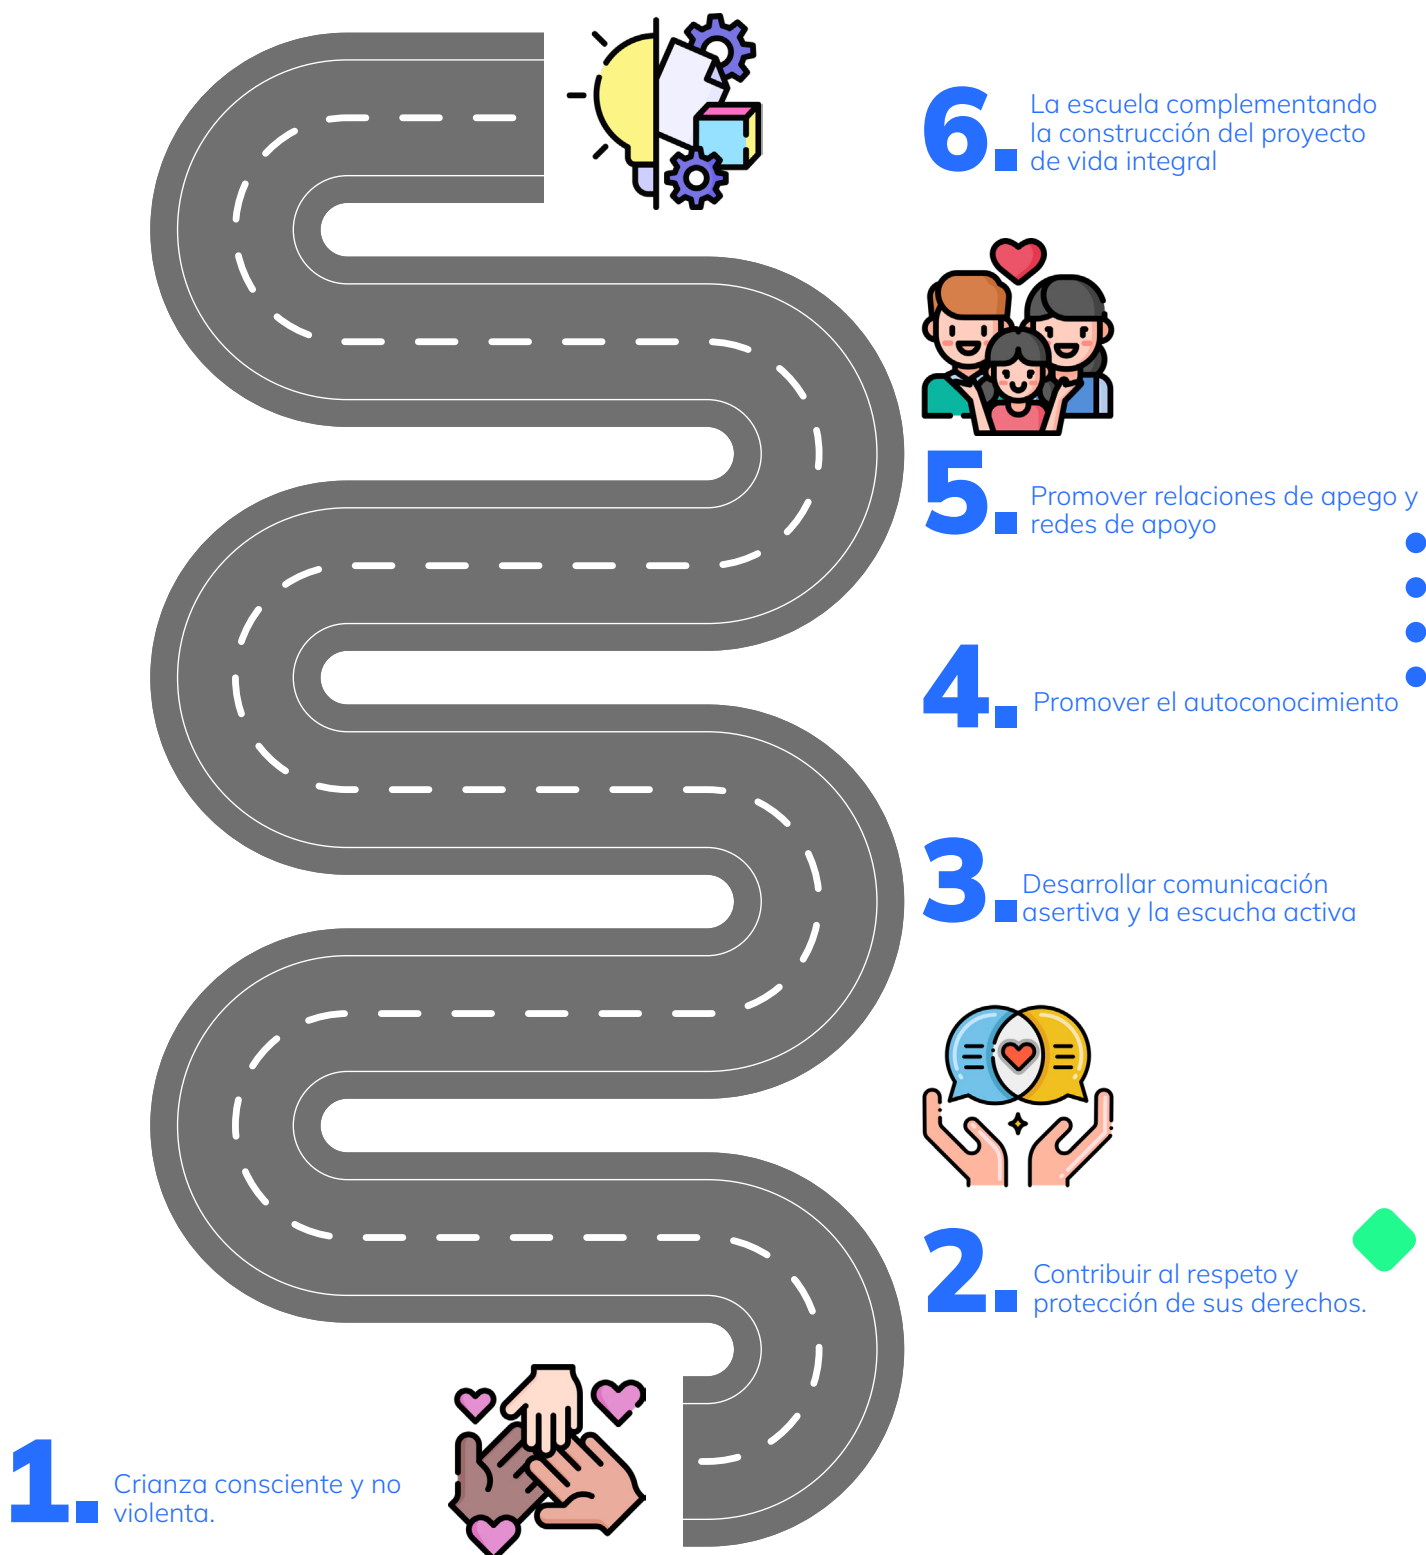 6.
La escuela complementando
la construcción del proyecto
de vida integral
5.
Promover relaciones de apego y
redes de apoyo
4.
Promover el autoconocimiento
3.
Desarrollar comunicación
asertiva y la escucha activa
2.
Contribuir al respeto y
protección de sus derechos.
1.
Crianza consciente y no
violenta.